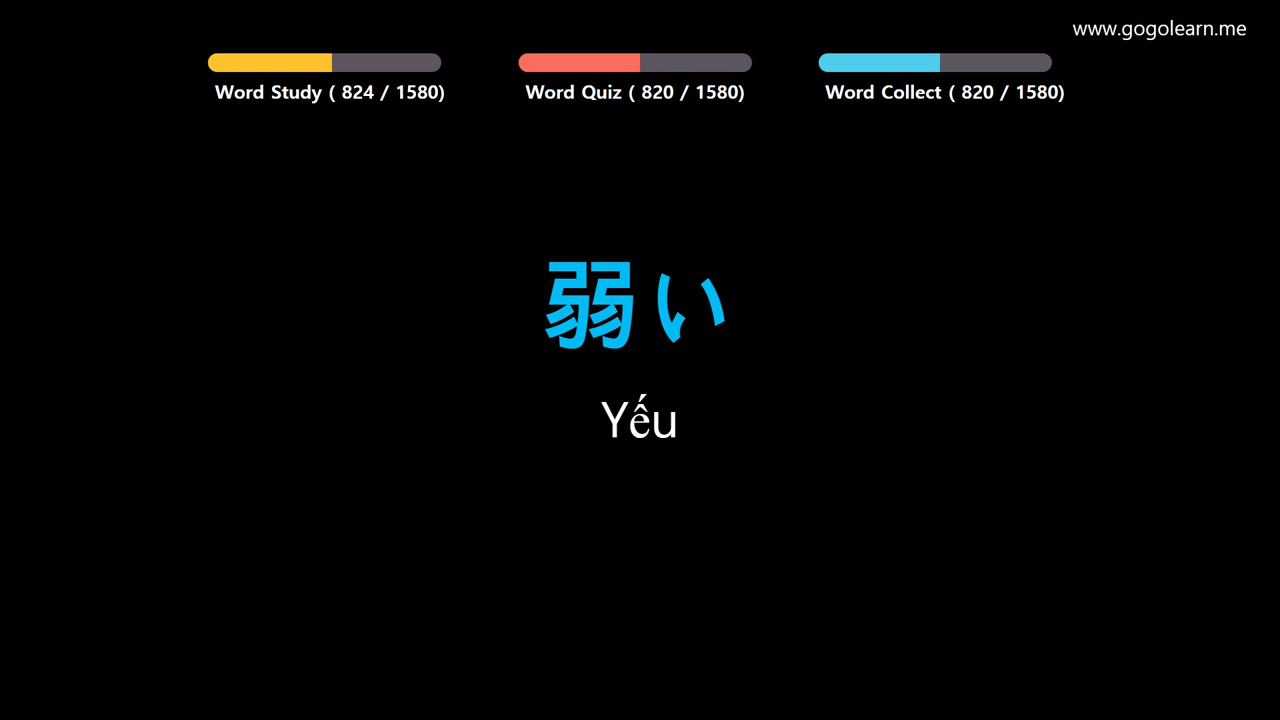 www.gogolearn.me
Word Study ( 824 / 1580)
Word Quiz ( 820 / 1580)
Word Collect ( 820 / 1580)
弱い
Yếu